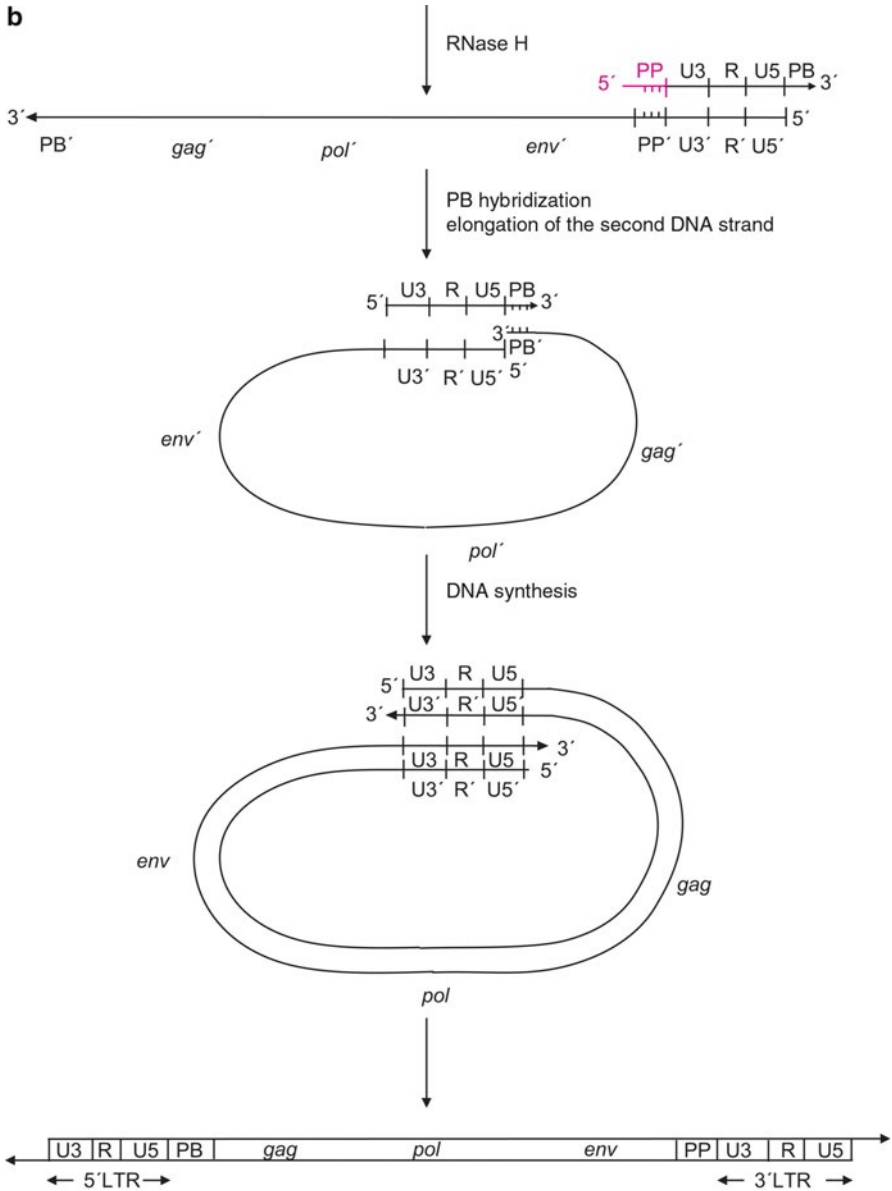 b
RNase H
5´ PP U3 R U5 PB 3´
3´ 5´
PB´ gag´ pol´ env´ PP´ U3´ R´ U5´
PB hybridization
elongation of the second DNA strand
5´ U3 R U5 PB 3´
3´
PB´
U3´ R´ U5´ 5´
env´
gag´
pol´
DNA synthesis
U3 R U5
5´
U3´ R´ U5´
3´
3´
U3 R U5
5´
U3´ R´ U5´
env
gag
pol
U3 R U5 PB gag pol env PP U3 R U5
5´LTR 3´LTR